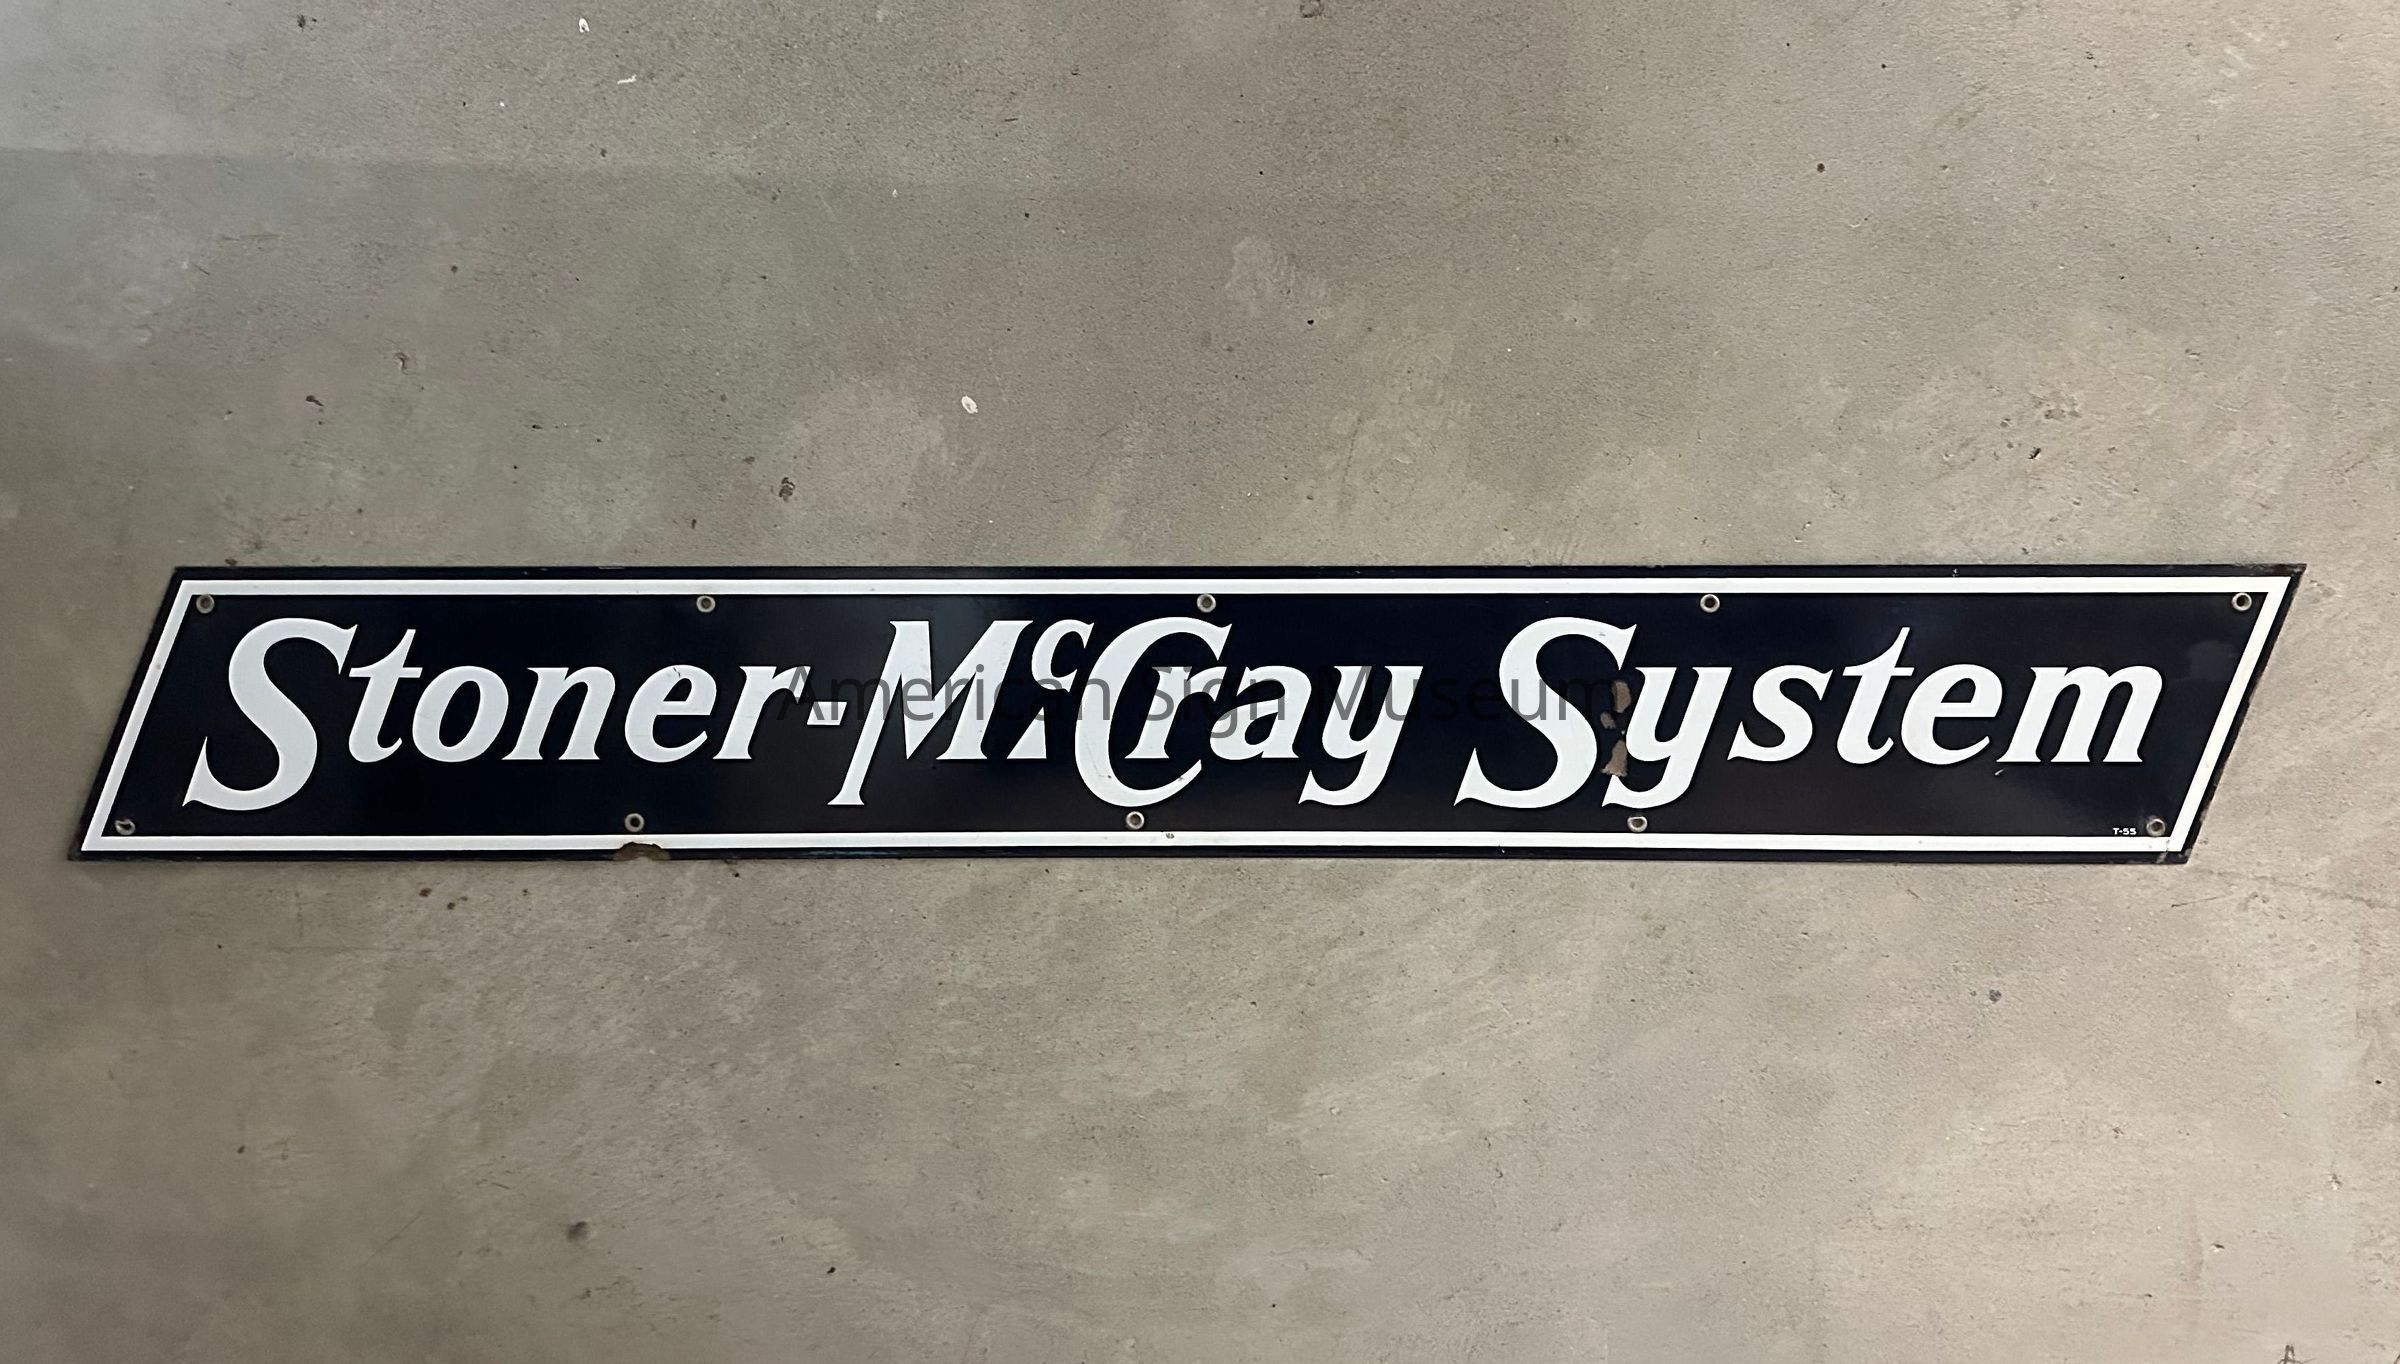 Stoner-McCray System
American Sign Museum
T-55